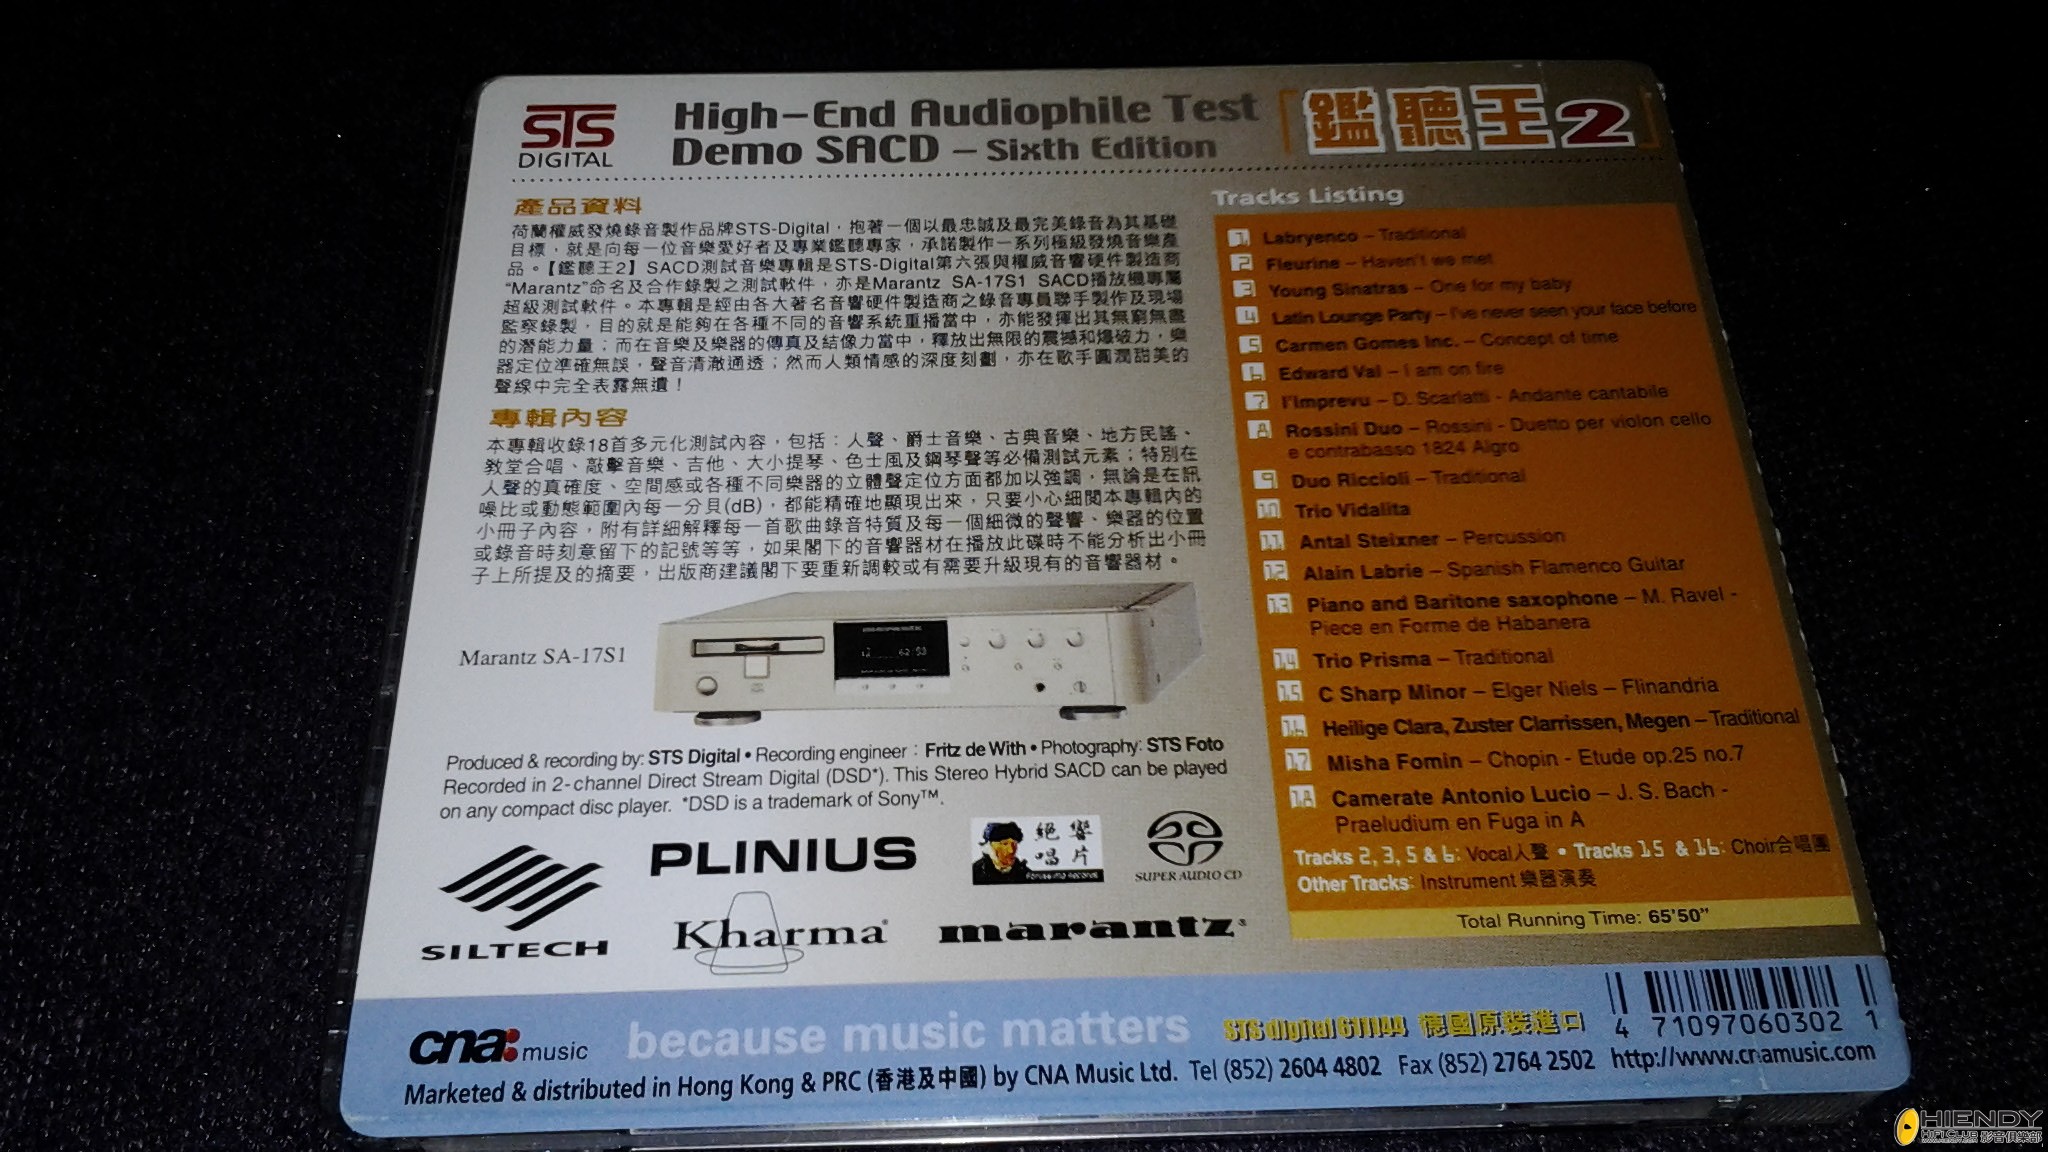 STS
DIGITAL
High-End Audiophile Test
Demo SACD - Sixth Edition
「鑑聽王2」
產品資料
荷蘭權威發燒錄音製作品牌STS-Digital，抱著一個以最忠誠及最完美錄音為其基礎
目標，就是向每一位音樂愛好者及專業鑑聽專家，承諾製作一系列極級發燒音樂產
品。【鑑聽王2】SACD測試音樂專輯是STS-Digital第六張與權威音響硬件製造商
“Marantz”命名及合作錄製之測試軟件，亦是Marantz SA-17S1 SACD播放機專屬
超級測試軟件。本專輯是經由各大著名音響硬件製造商之錄音專員聯手製作及現場
監察錄製，目的就是能夠在各種不同的音響系統重播當中，亦能發揮出其無窮無盡
的潛能力量；而在音樂及樂器的傳真及結像力當中，釋放出無限的震撼和爆破力，樂
器定位準確無誤，聲音清澈通透；然而人類情感的深度刻劃，亦在歌手圓潤甜美的
聲線中完全表露無遺！
專輯內容
本專輯收錄18首多元化測試內容，包括：人聲、爵士音樂、古典音樂、地方民謠、
教堂合唱、敲擊音樂、吉他、大小提琴、色士風及鋼琴聲等必備測試元素；特別在
人聲的真確度、空間感或各種不同樂器的立體聲定位方面都加以強調，無論是在訊
噪比或動態範圍內每一分貝(dB)，都能精確地顯現出來，只要小心細閱本專輯內的
小冊子內容，附有詳細解釋每一首歌曲錄音特質及每一個細微的聲響、樂器的位置
或錄音時刻意留下的記號等等，如果閣下的音響器材在播放此碟時不能分析出小冊
子上所提及的摘要，出版商建議閣下要重新調較或有需要升級現有的音響器材。
Marantz SA-17S1
Produced & recording by: STS Digital • Recording engineer : Fritz de With • Photography: STS Foto
Recorded in 2-channel Direct Stream Digital (DSD*). This Stereo Hybrid SACD can be played
on any compact disc player. *DSD is a trademark of Sony™.
SILTECH
PLINIUS
Kharma®
絕響
唱片
SUPER AUDIO CD
marantz®
Tracks Listing
1 Labryenco – Traditional
2 Fleurine – Haven't we met
3 Young Sinatras – One for my baby
4 Latin Lounge Party – I've never seen your face before
5 Carmen Gomes Inc. – Concept of time
6 Edward Val – I am on fire
7 l'Imprevu – D. Scarlatti - Andante cantabile
8 Rossini Duo – Rossini - Duetto per violon cello
e contrabasso 1824 Algro
9 Duo Riccioli – Traditional
10 Trio Vidalita
11 Antal Steixner – Percussion
12 Alain Labrie – Spanish Flamenco Guitar
13 Piano and Baritone saxophone – M. Ravel -
Piece en Forme de Habanera
14 Trio Prisma – Traditional
15 C Sharp Minor – Elger Niels – Flinandria
16 Heilige Clara, Zuster Clarrissen, Megen – Traditional
17 Misha Fomin – Chopin - Etude op.25 no.7
18 Camerate Antonio Lucio – J. S. Bach -
Praeludium en Fuga in A
Tracks 2, 3, 5 & 6: Vocal人聲 • Tracks 15 & 16: Choir合唱團
Other Tracks: Instrument 樂器演奏
Total Running Time: 65'50"
cna:music
because music matters
STS digital 611144 德國原裝進口
4 71097060302 1
Marketed & distributed in Hong Kong & PRC (香港及中國) by CNA Music Ltd. Tel (852) 2604 4802 Fax (852) 2764 2502 http://www.cnamusic.com
HIENDY
HIFI CLUB 影音俱樂部